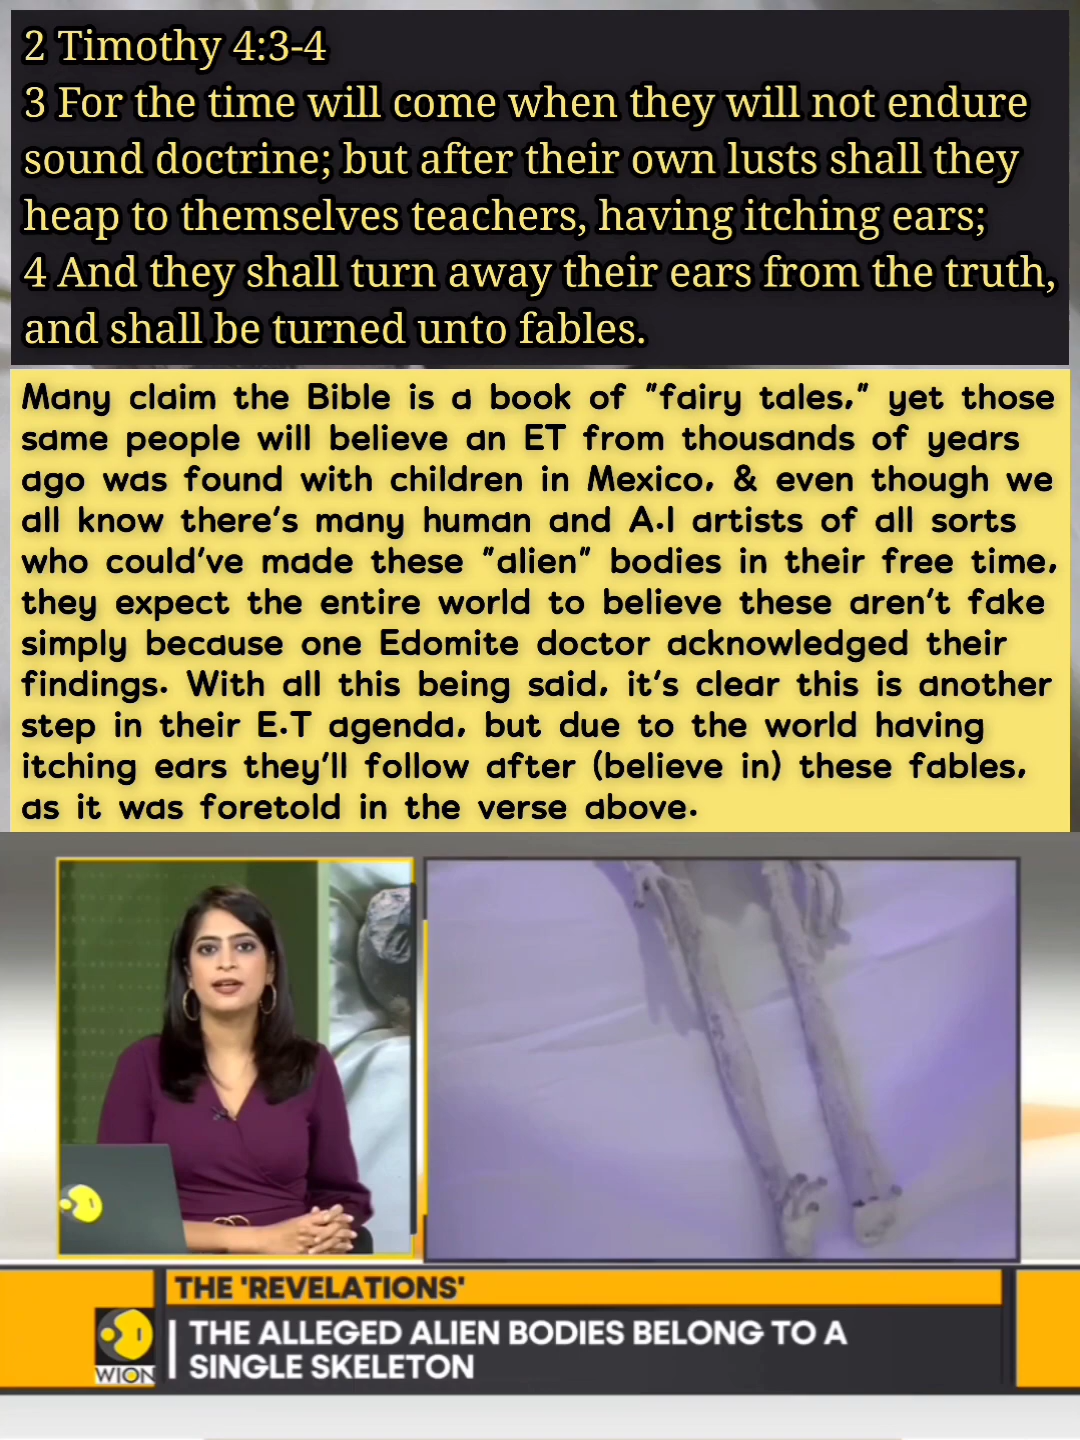 2 Timothy 4:3-4
3 For the time will come when they will not endure
sound doctrine; but after their own lusts shall they
heap to themselves teachers, having itching ears;
4 And they shall turn away their ears from the truth,
and shall be turned unto fables.
Many claim the Bible is a book of "fairy tales," yet those
same people will believe an ET from thousands of years
ago was found with children in Mexico, & even though we
all know there's many human and A.I artists of all sorts
who could've made these "alien" bodies in their free time,
they expect the entire world to believe these aren't fake
simply because one Edomite doctor acknowledged their
findings. With all this being said, it's clear this is another
step in their E.T agenda, but due to the world having
itching ears they'll follow after (believe in) these fables,
as it was foretold in the verse above.
THE 'REVELATIONS'
THE ALLEGED ALIEN BODIES BELONG TO A
SINGLE SKELETON
WION